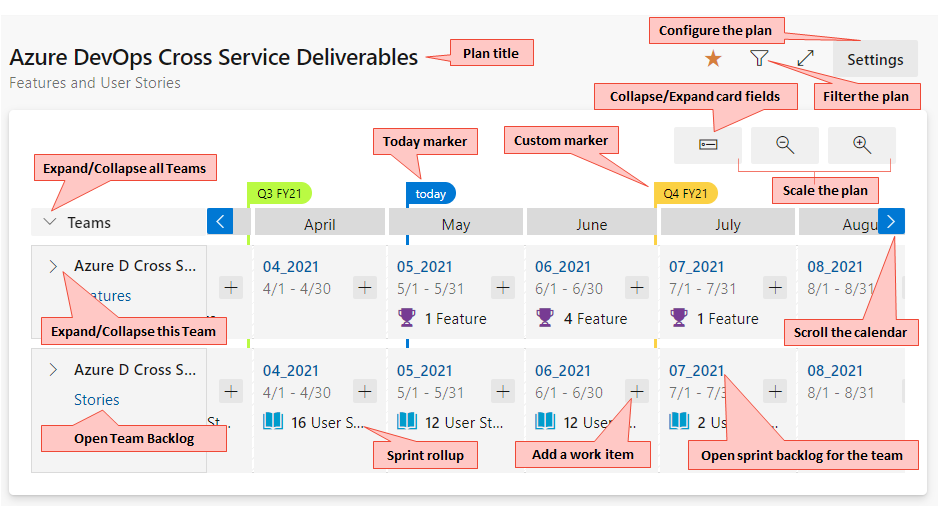 Configure the plan
Azure DevOps Cross Service Deliverables
Plan title
Settings
Features and User Stories
Collapse/Expand card fields
Filter the plan
Today marker
Custom marker
Expand/Collapse all Teams
Scale the plan
Q3 FY21
today
Q4 FY21
Teams
April
May
June
July
Augu
Azure D Cross S...
04_2021
05_2021
06_2021
07_2021
08_2021
4/1 - 4/30
5/1 - 5/31
6/1 - 6/30
7/1 - 7/31
8/1 - 8/31
atures
1 Feature
4 Feature
1 Feature
Expand/Collapse this Team
Scroll the calendar
Azure D Cross S...
04_2021
05_2021
06_2021
07_2021
08_2021
4/1 - 4/30
5/1 - 5/31
6/1 - 6/30
7/1 - 7/31
8/1 - 8/31
Stories
St...
16 User S...
12 User St...
12 User
2 Us
Open Team Backlog
Sprint rollup
Add a work item
Open sprint backlog for the team